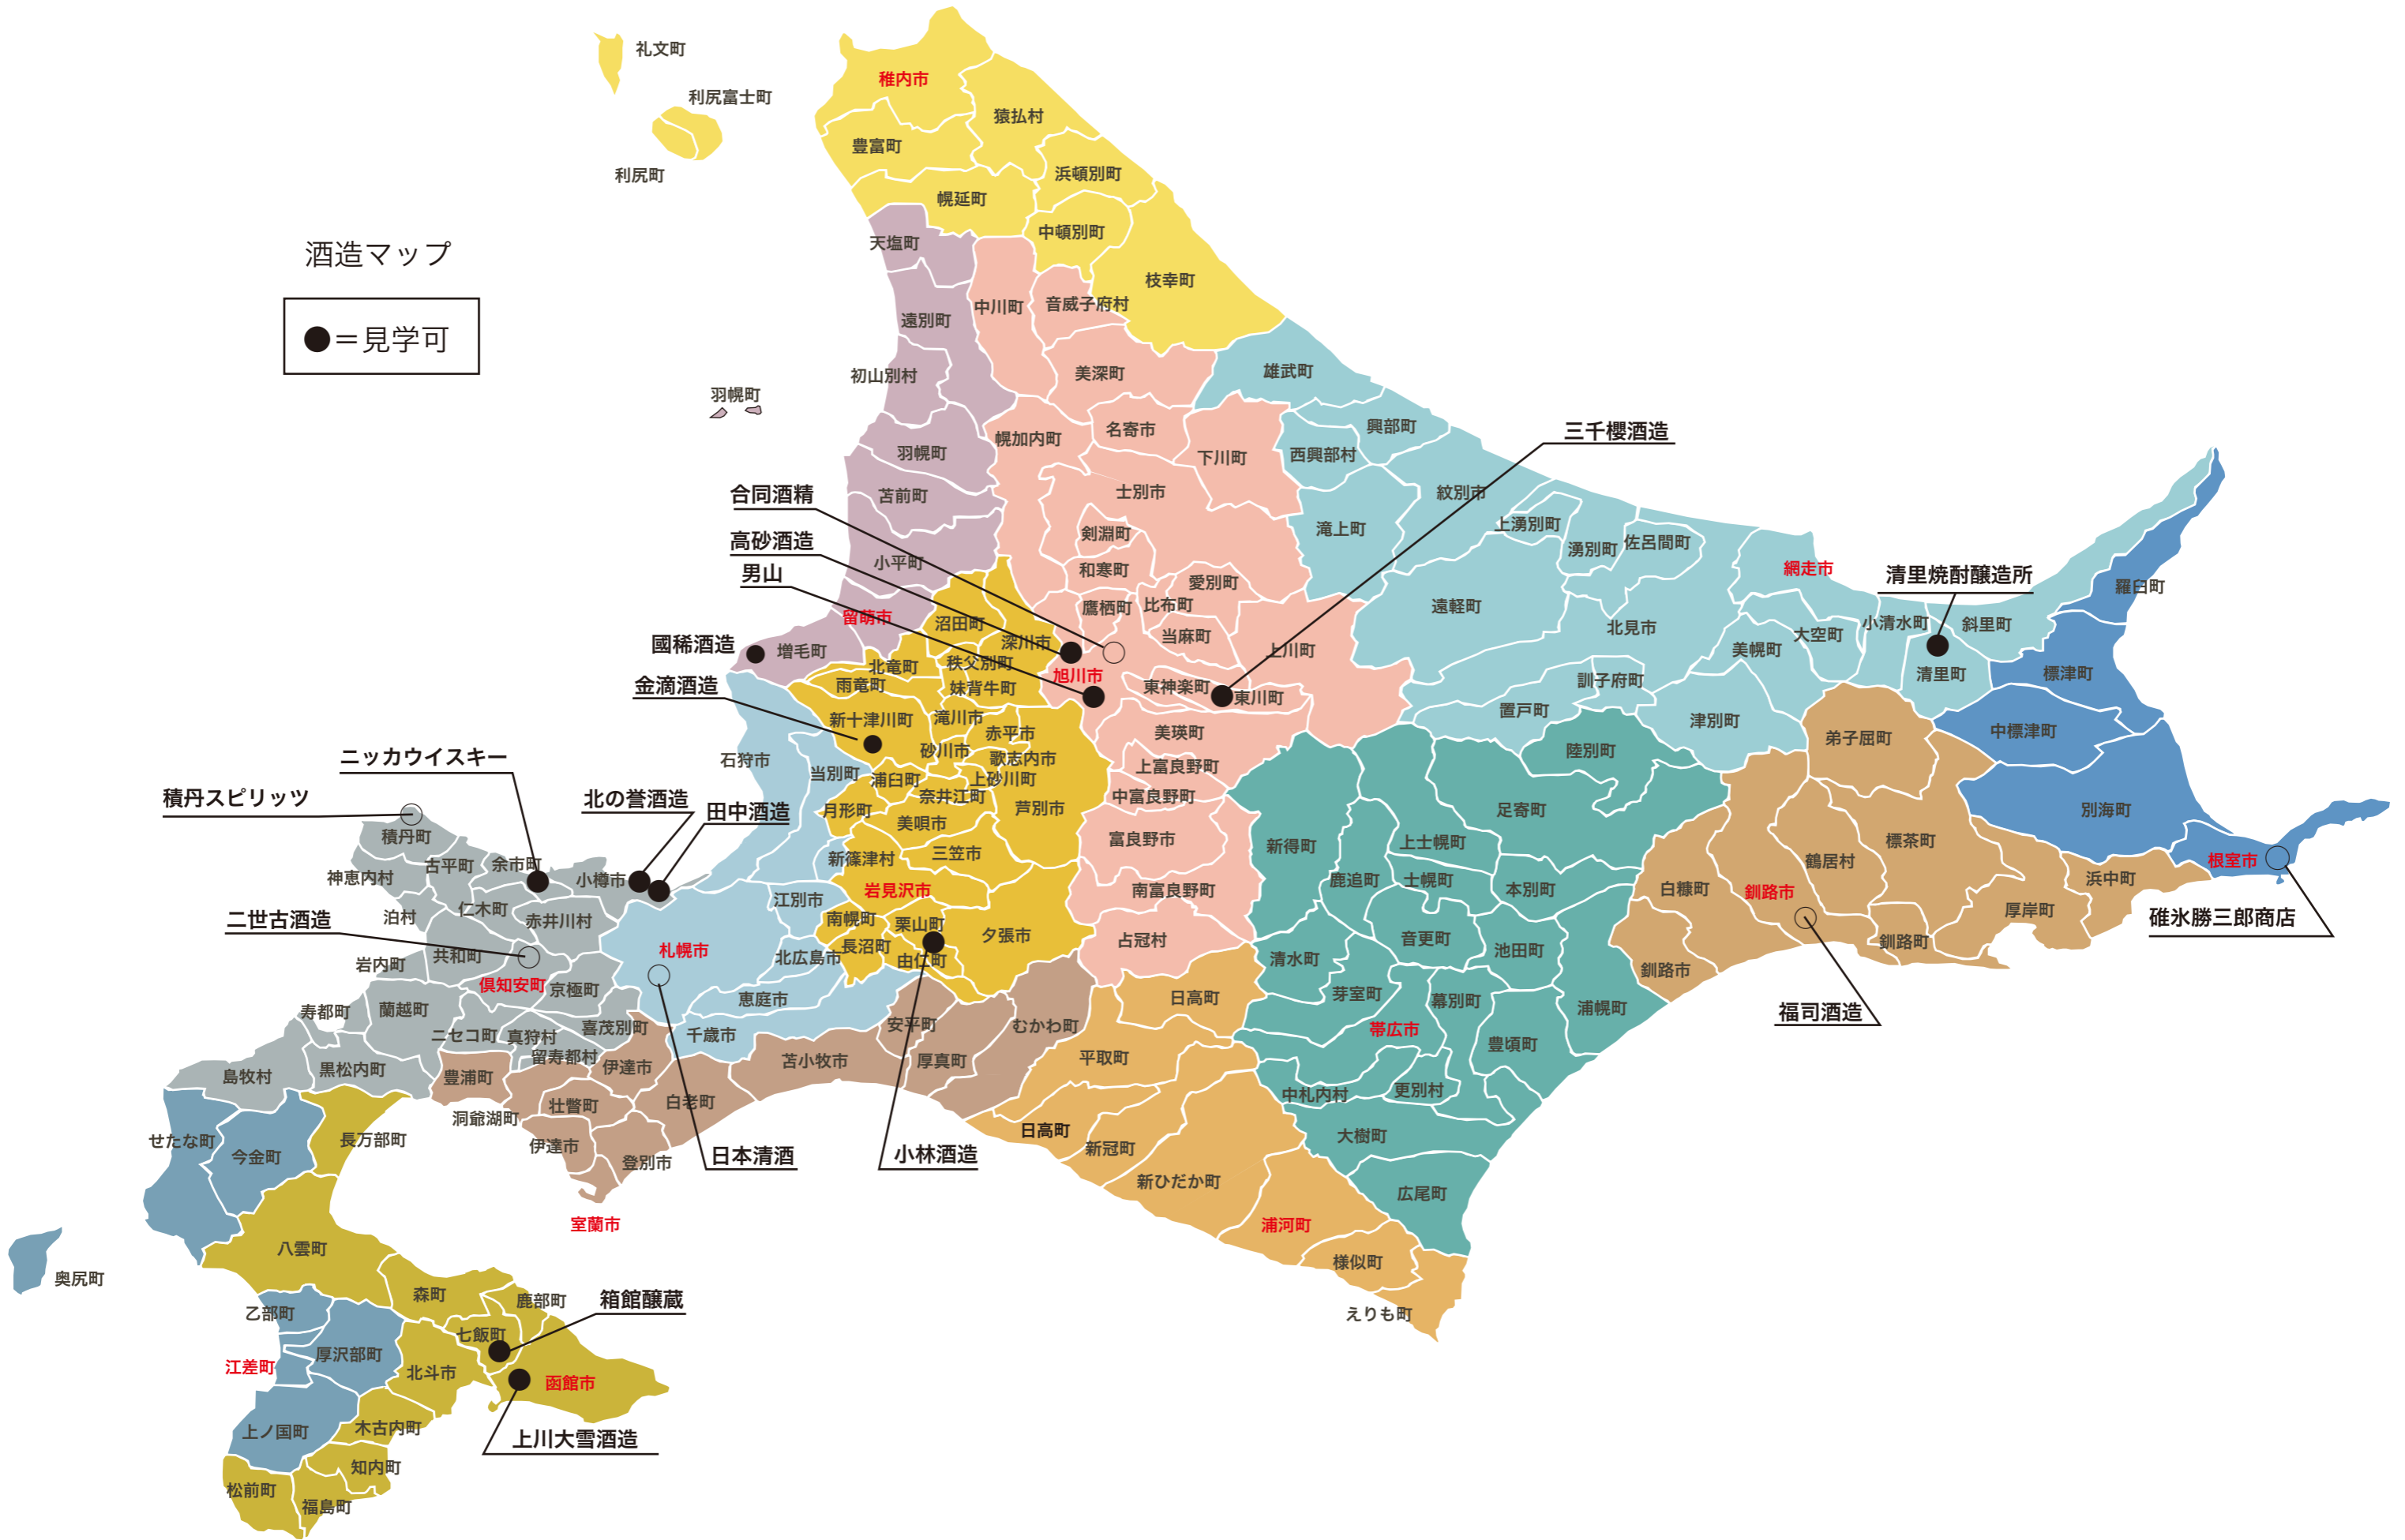 礼文町
利尻富士町
利尻町
稚内市
猿払村
豊富町
浜頓別町
幌延町
中頓別町
枝幸町
酒造マップ
●＝見学可
天塩町
中川町
音威子府村
遠別町
初山別村
美深町
雄武町
羽幌町
羽幌町
幌加内町
名寄市
下川町
興部町
西興部村
三千櫻酒造
苫前町
士別市
紋別市
滝上町
上湧別町
湧別町
佐呂間町
合同酒精
高砂酒造
男山
剣淵町
小平町
和寒町
愛別町
鷹栖町
比布町
当麻町
上川町
遠軽町
北見市
網走市
清里焼酎醸造所
羅臼町
留萌市
沼田町
深川市
國稀酒造
増毛町
北竜町
秩父別町
旭川市
東神楽町
東川町
訓子府町
置戸町
美幌町
大空町
小清水町
斜里町
清里町
標津町
金滴酒造
雨竜町
妹背牛町
新十津川町
滝川市
赤平市
美瑛町
津別町
弟子屈町
中標津町
ニッカウイスキー
石狩市
当別町
砂川市
歌志内市
浦臼町
上砂川町
奈井江町
芦別市
上富良野町
中富良野町
陸別町
足寄町
別海町
積丹スピリッツ
北の誉酒造
田中酒造
月形町
美唄市
富良野市
新得町
上士幌町
鶴居村
標茶町
根室市
積丹町
古平町
余市町
小樽市
新篠津村
三笠市
神恵内村
仁木町
赤井川村
泊村
岩見沢市
南富良野町
鹿追町
士幌町
本別町
白糠町
釧路市
浜中町
厚岸町
碓氷勝三郎商店
二世古酒造
江別市
南幌町
栗山町
夕張市
占冠村
音更町
池田町
釧路町
共和町
岩内町
倶知安町
京極町
札幌市
北広島市
長沼町
由仁町
清水町
釧路市
福司酒造
寿都町
蘭越町
ニセコ町
真狩村
喜茂別町
留寿都村
恵庭市
千歳市
安平町
むかわ町
日高町
芽室町
幕別町
浦幌町
帯広市
豊頃町
島牧村
黒松内町
豊浦町
伊達市
苫小牧市
厚真町
平取町
中札内村
更別村
せたな町
今金町
長万部町
洞爺湖町
壮瞥町
白老町
伊達市
登別市
日本清酒
小林酒造
日高町
新冠町
新ひだか町
大樹町
広尾町
室蘭市
浦河町
様似町
えりも町
奥尻町
八雲町
森町
鹿部町
箱館醸蔵
乙部町
七飯町
厚沢部町
江差町
北斗市
函館市
上ノ国町
木古内町
上川大雪酒造
知内町
松前町
福島町